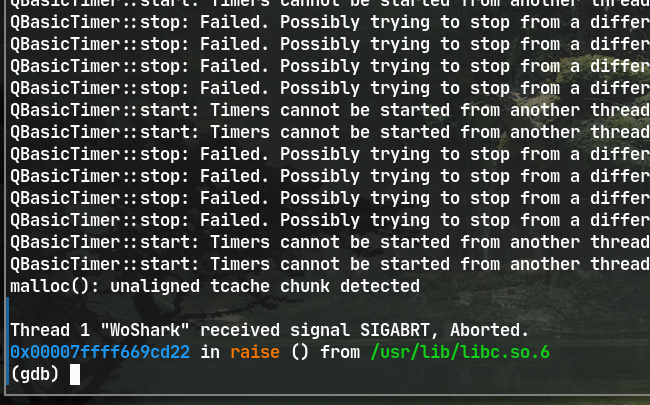 QBasicTimer::start: Timers cannot be started from another thread
QBasicTimer::stop: Failed. Possibly trying to stop from a differ
QBasicTimer::stop: Failed. Possibly trying to stop from a differ
QBasicTimer::stop: Failed. Possibly trying to stop from a differ
QBasicTimer::stop: Failed. Possibly trying to stop from a differ
QBasicTimer::start: Timers cannot be started from another thread
QBasicTimer::start: Timers cannot be started from another thread
QBasicTimer::stop: Failed. Possibly trying to stop from a differ
QBasicTimer::stop: Failed. Possibly trying to stop from a differ
QBasicTimer::stop: Failed. Possibly trying to stop from a differ
QBasicTimer::stop: Failed. Possibly trying to stop from a differ
QBasicTimer::start: Timers cannot be started from another thread
QBasicTimer::start: Timers cannot be started from another thread
malloc(): unaligned tcache chunk detected
Thread 1 "WoShark" received signal SIGABRT, Aborted.
0x00007ffff669cd22 in raise () from /usr/lib/libc.so.6
(gdb)